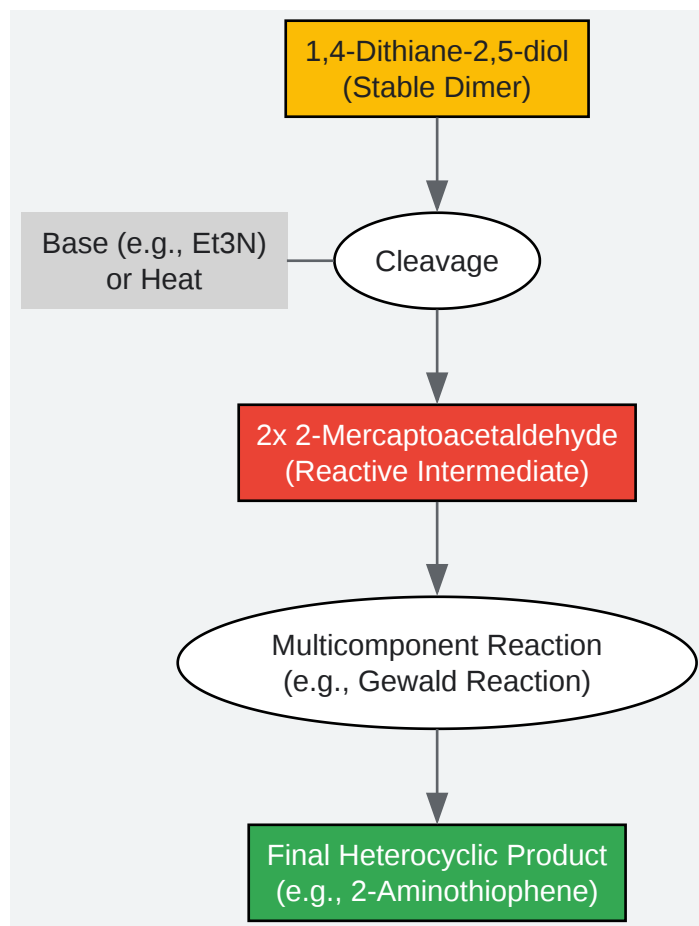 1,4-Dithiane-2,5-diol
(Stable Dimer)
Base (e.g., Et3N)
or Heat
Cleavage
2x 2-Mercaptoacetaldehyde
(Reactive Intermediate)
Multicomponent Reaction
(e.g., Gewald Reaction)
Final Heterocyclic Product
(e.g., 2-Aminothiophene)